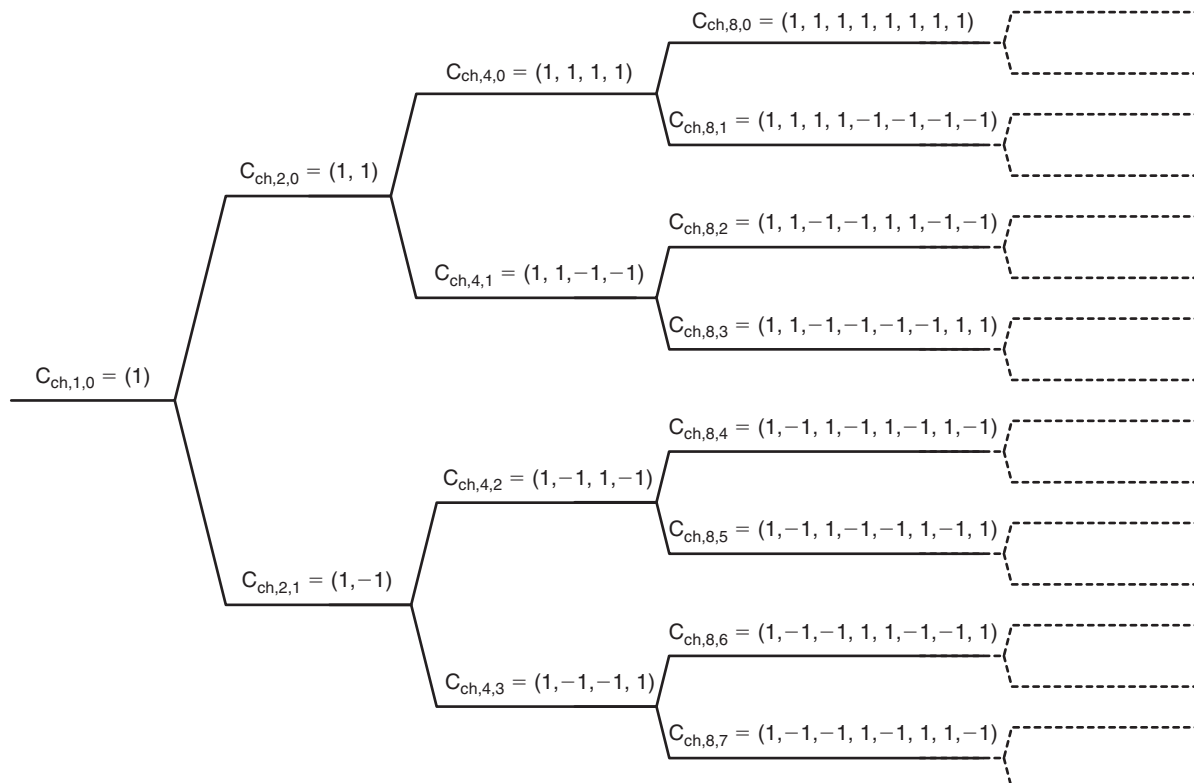 C_ch,8,0 = (1, 1, 1, 1, 1, 1, 1, 1)
C_ch,4,0 = (1, 1, 1, 1)
C_ch,8,1 = (1, 1, 1, 1,−1,−1,−1,−1)
C_ch,2,0 = (1, 1)
C_ch,8,2 = (1, 1,−1,−1, 1, 1,−1,−1)
C_ch,4,1 = (1, 1,−1,−1)
C_ch,8,3 = (1, 1,−1,−1,−1,−1, 1, 1)
C_ch,1,0 = (1)
C_ch,8,4 = (1,−1, 1,−1, 1,−1, 1,−1)
C_ch,4,2 = (1,−1, 1,−1)
C_ch,8,5 = (1,−1, 1,−1,−1, 1,−1, 1)
C_ch,2,1 = (1,−1)
C_ch,8,6 = (1,−1,−1, 1, 1,−1,−1, 1)
C_ch,4,3 = (1,−1,−1, 1)
C_ch,8,7 = (1,−1,−1, 1,−1, 1, 1,−1)